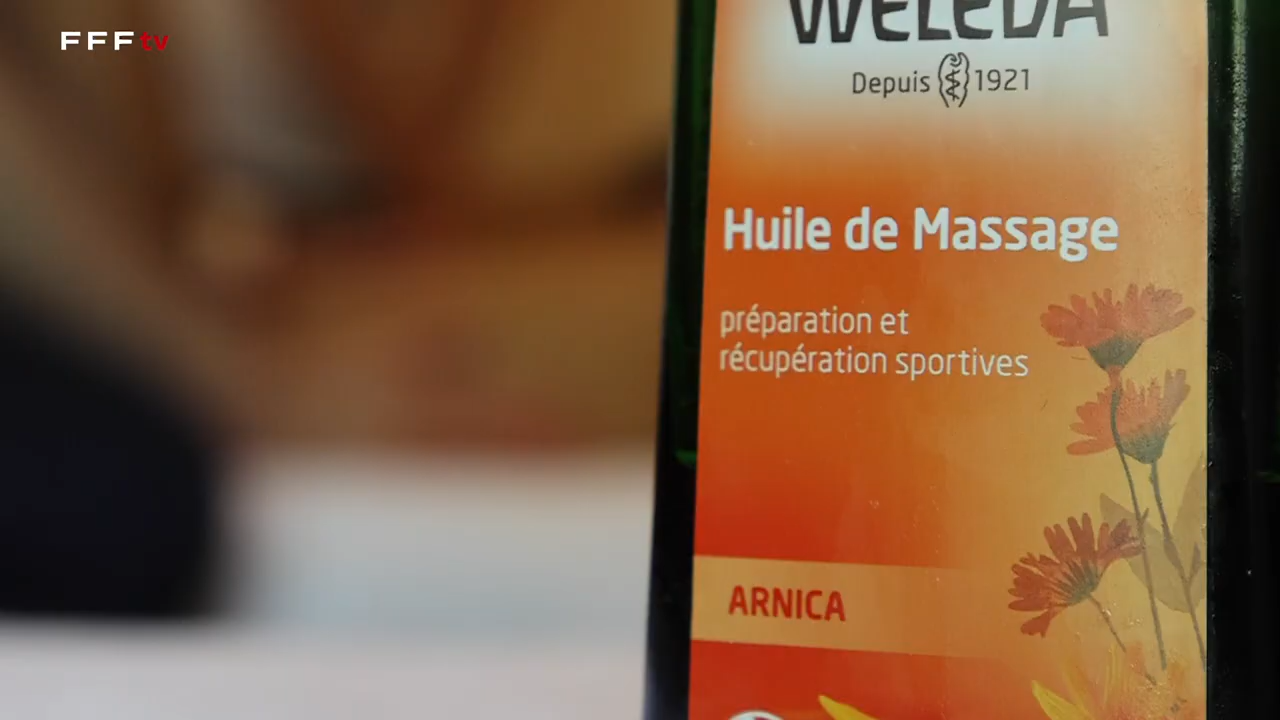 FFFtv
WELEDA
Depuis 1921
Huile de Massage
préparation et
récupération sportives
ARNICA